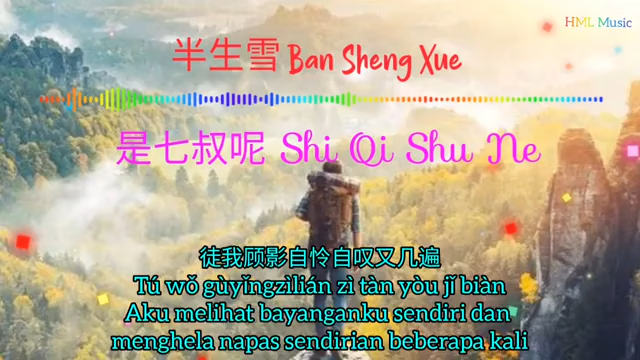 HML Music
半生雪 Ban Sheng Xue
是七叔呢 Shi Qi Shu Ne
徒我顾影自怜自叹又几遍
Tú wǒ gùyǐngzìlián zì tàn yòu jǐ biàn
Aku melihat bayanganku sendiri dan
menghela napas sendirian beberapa kali